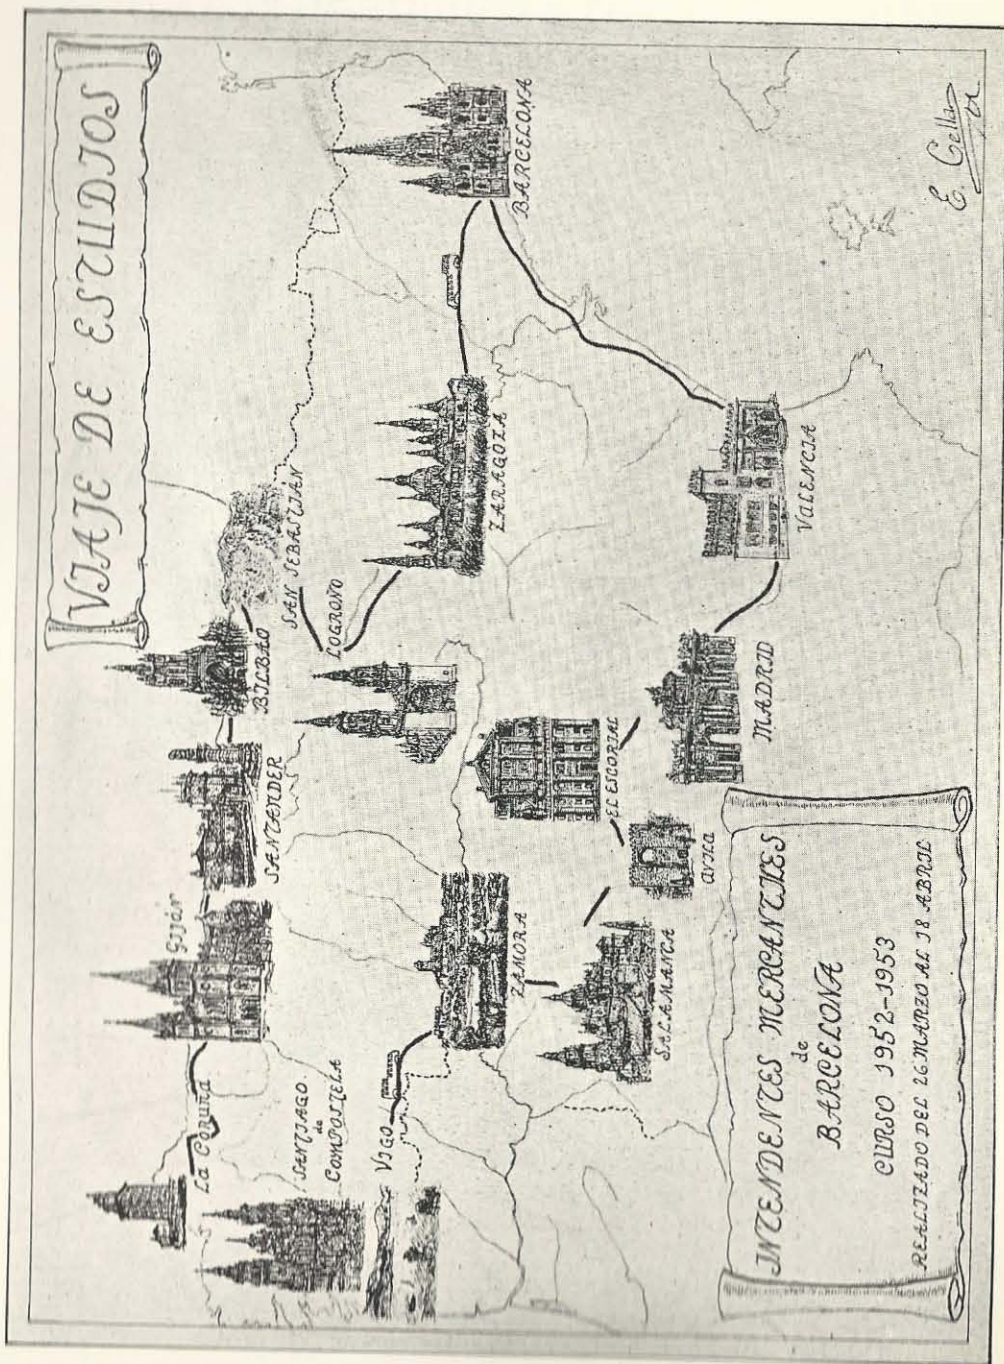 VIAJE DE ESTUDIOS
La Coruña
Gijón
SANTANDER
BILBAO
SAN SEBASTIAN
SANTIAGO
de
COMPOSTELA
LOGROÑO
VIGO
ZAMORA
ZARAGOZA
BARCELONA
SALAMANCA
EL ESCORIAL
AVILA
MADRID
VALENCIA
INTENDENTES MERCANTILES
de
BARCELONA
CURSO 1952-1953
REALIZADO DEL 26 MARZO AL 18 ABRIL
E. Cella